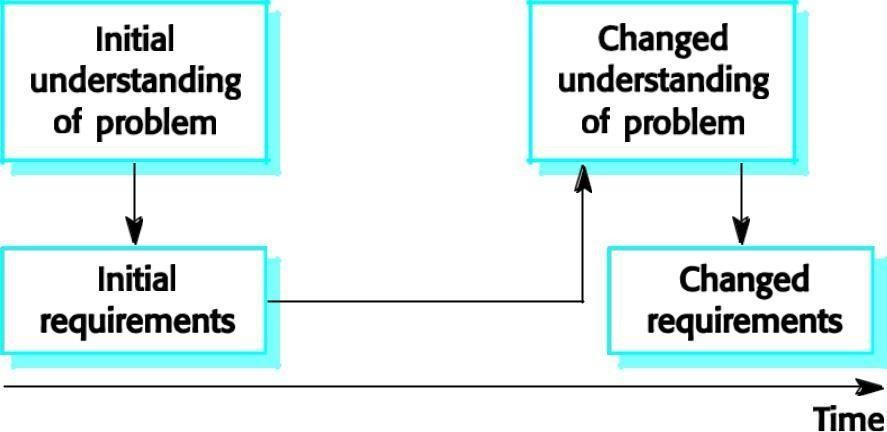 Initial
understanding
of problem
Changed
understanding
of problem
Initial
requirements
Changed
requirements
Time